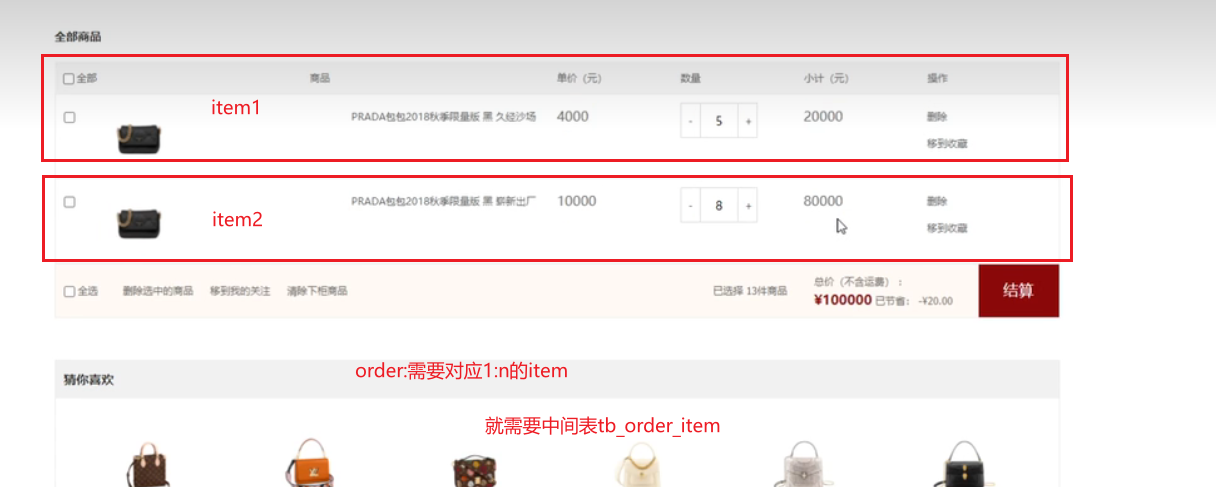 全部商品
全部 商品 单价（元） 数量 小计（元） 操作
item1
PRADA包包2018秋季限量版 黑 久经沙场 4000 - 5 + 20000 删除
移到收藏
PRADA包包2018秋季限量版 黑 崭新出厂 10000 - 8 + 80000 删除
item2
移到收藏
全选 删除选中的商品 移到我的关注 清除下柜商品 已选择 13件商品 总价（不含运费）： 结算
¥100000 已节省： -¥20.00
order:需要对应1:n的item
猜你喜欢
就需要中间表tb_order_item